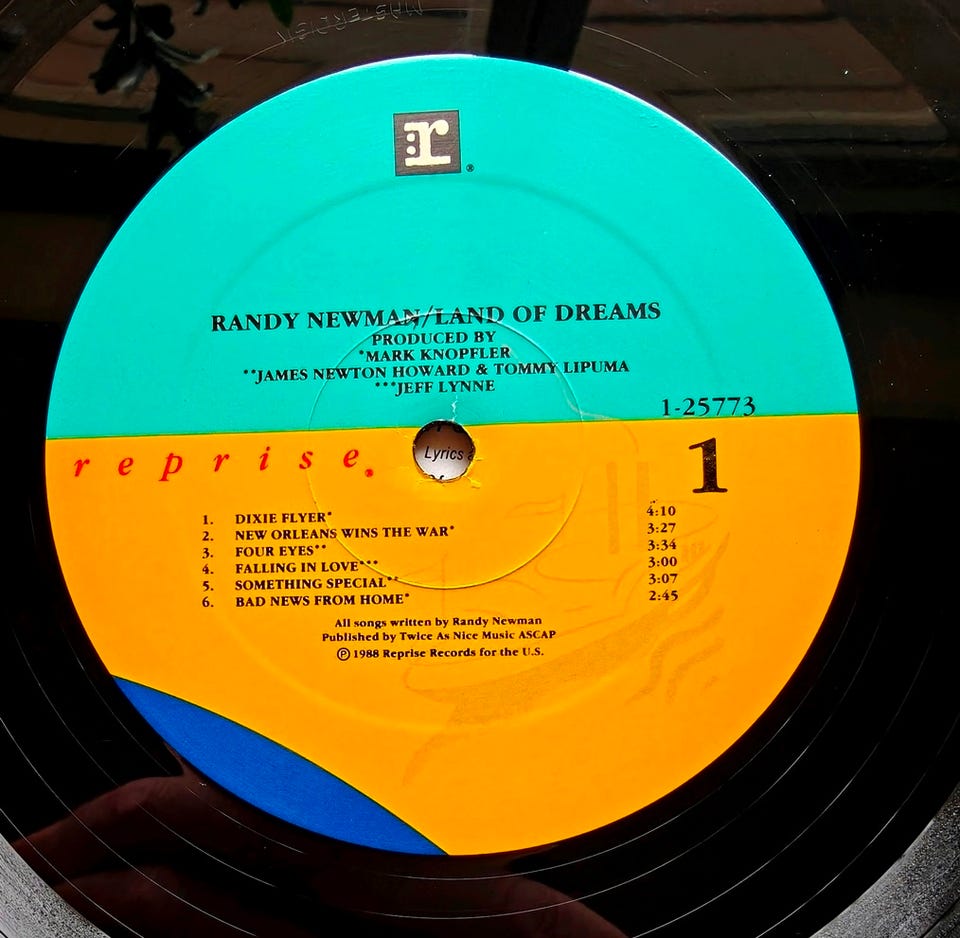 MASTERDISK
:r
®
RANDY NEWMAN/LAND OF DREAMS
PRODUCED BY
*MARK KNOPFLER
**JAMES NEWTON HOWARD & TOMMY LIPUMA
***JEFF LYNNE
1-25773
reprise®
1
Lyrics
1. DIXIE FLYER* 4:10
2. NEW ORLEANS WINS THE WAR* 3:27
3. FOUR EYES** 3:34
4. FALLING IN LOVE*** 3:00
5. SOMETHING SPECIAL** 3:07
6. BAD NEWS FROM HOME* 2:45
All songs written by Randy Newman
Published by Twice As Nice Music ASCAP
℗ 1988 Reprise Records for the U.S.